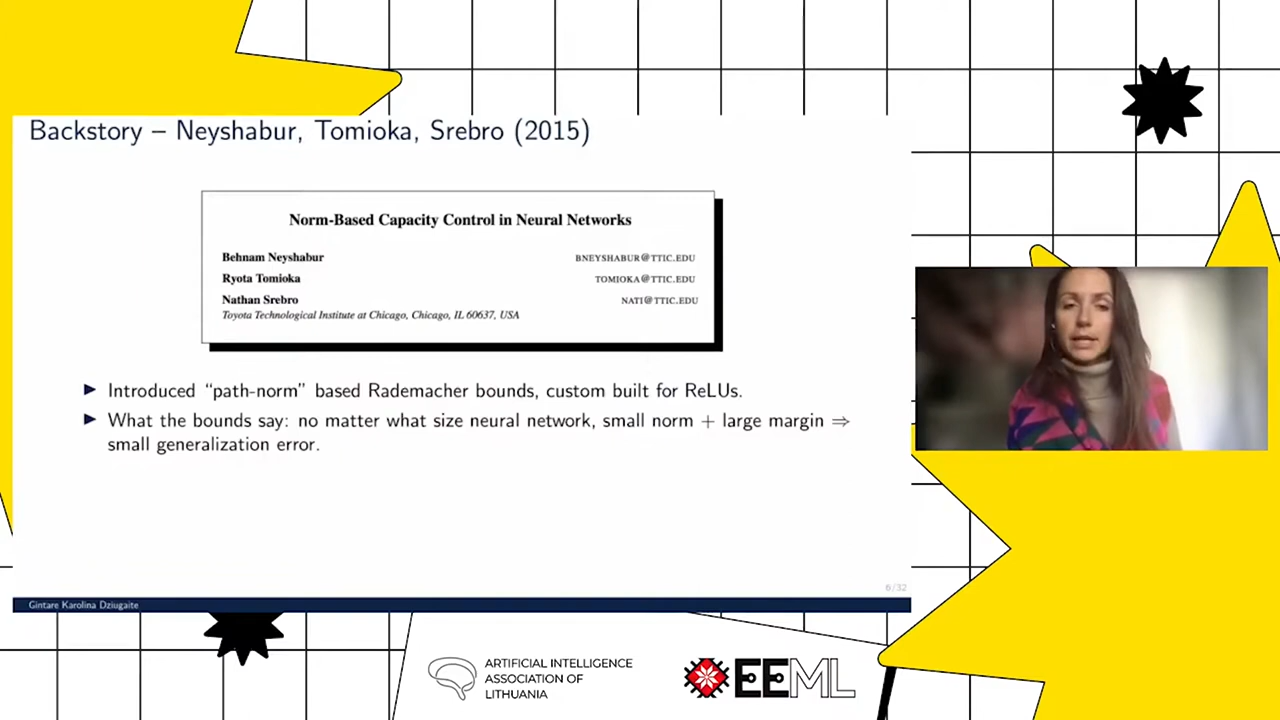 Backstory – Neyshabur, Tomioka, Srebro (2015)
Norm-Based Capacity Control in Neural Networks
Behnam Neyshabur BNEYSHABUR@TTIC.EDU
Ryota Tomioka TOMIOKA@TTIC.EDU
Nathan Srebro NATI@TTIC.EDU
Toyota Technological Institute at Chicago, Chicago, IL 60637, USA
► Introduced “path-norm” based Rademacher bounds, custom built for ReLUs.
► What the bounds say: no matter what size neural network, small norm + large margin ⇒
small generalization error.
6/32
Gintare Karolina Dziugaite
ARTIFICIAL INTELLIGENCE
ASSOCIATION OF
LITHUANIA
EEML